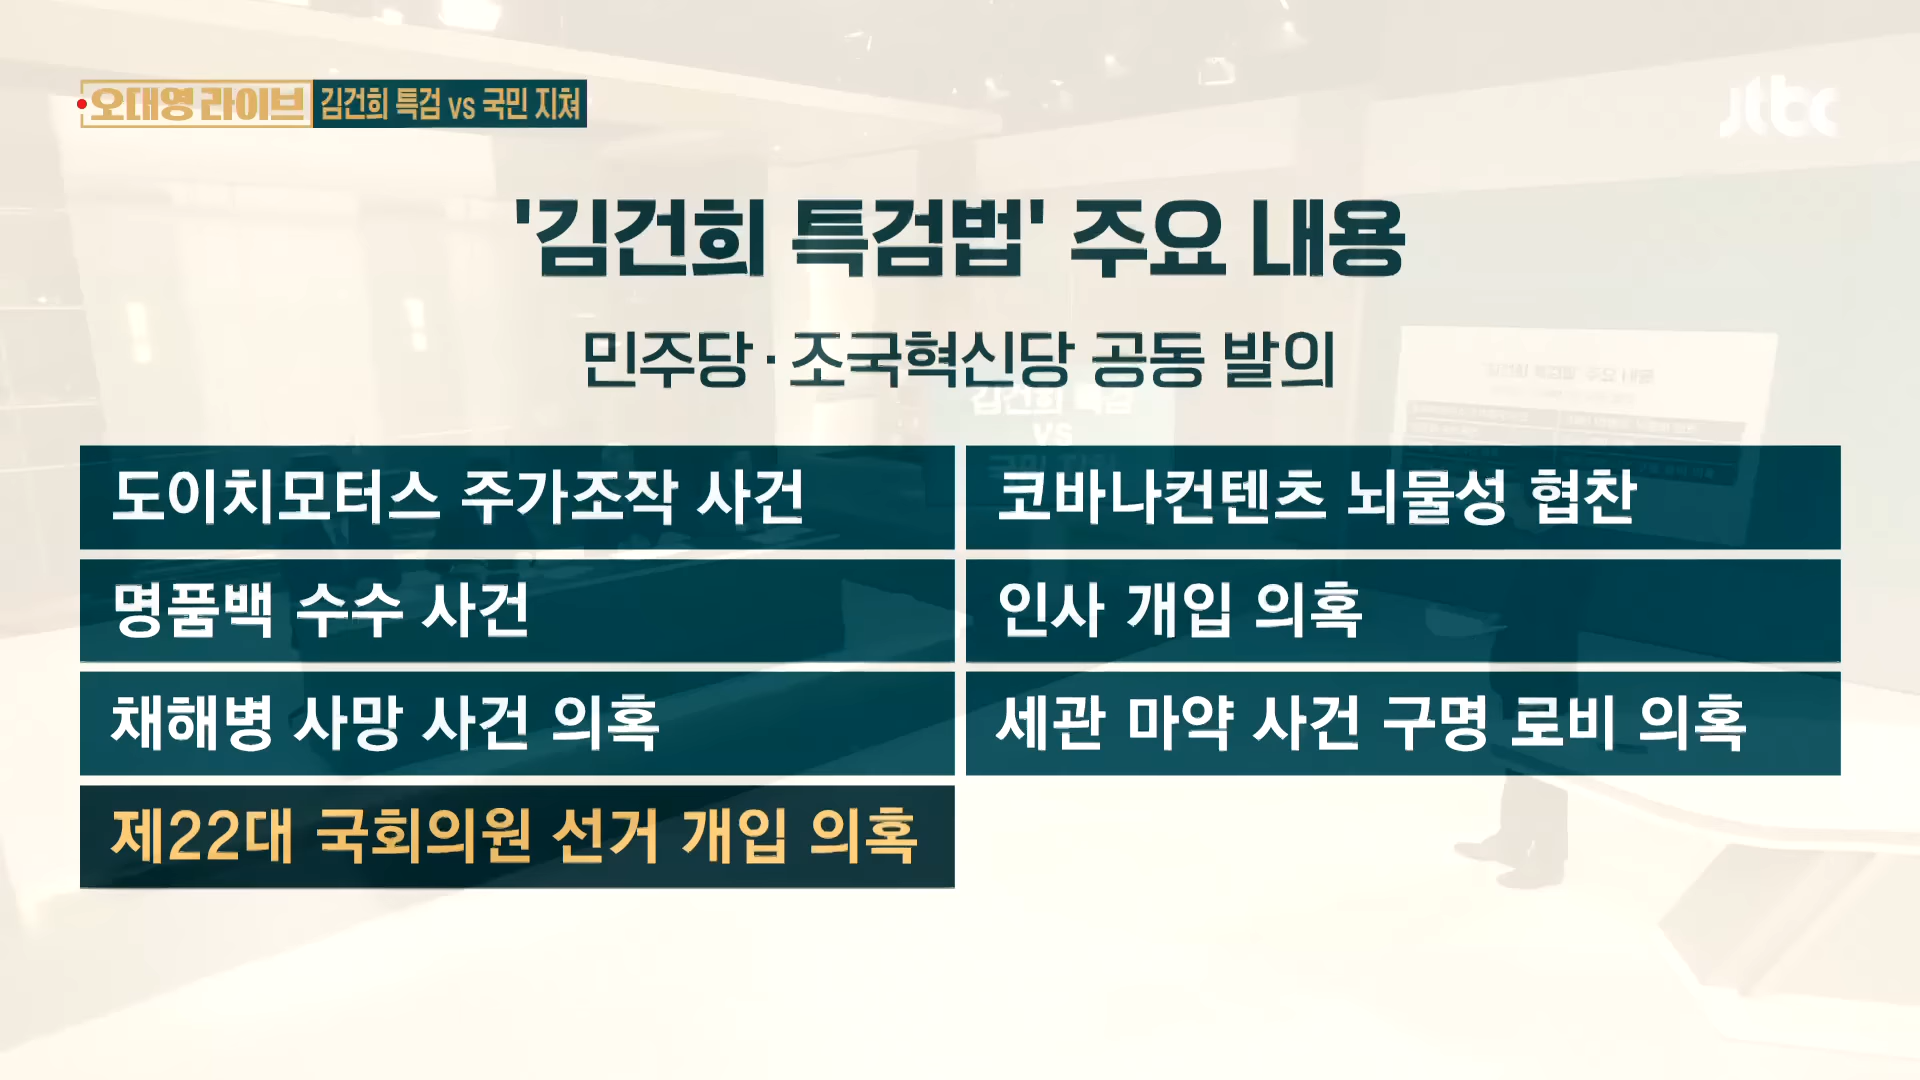 오대영 라이브 김건희 특검 vs 국민 지쳐
jtbc
'김건희 특검법' 주요 내용
민주당·조국혁신당 공동 발의
도이치모터스 주가조작 사건
코바나컨텐츠 뇌물성 협찬
명품백 수수 사건
인사 개입 의혹
채해병 사망 사건 의혹
세관 마약 사건 구명 로비 의혹
제22대 국회의원 선거 개입 의혹